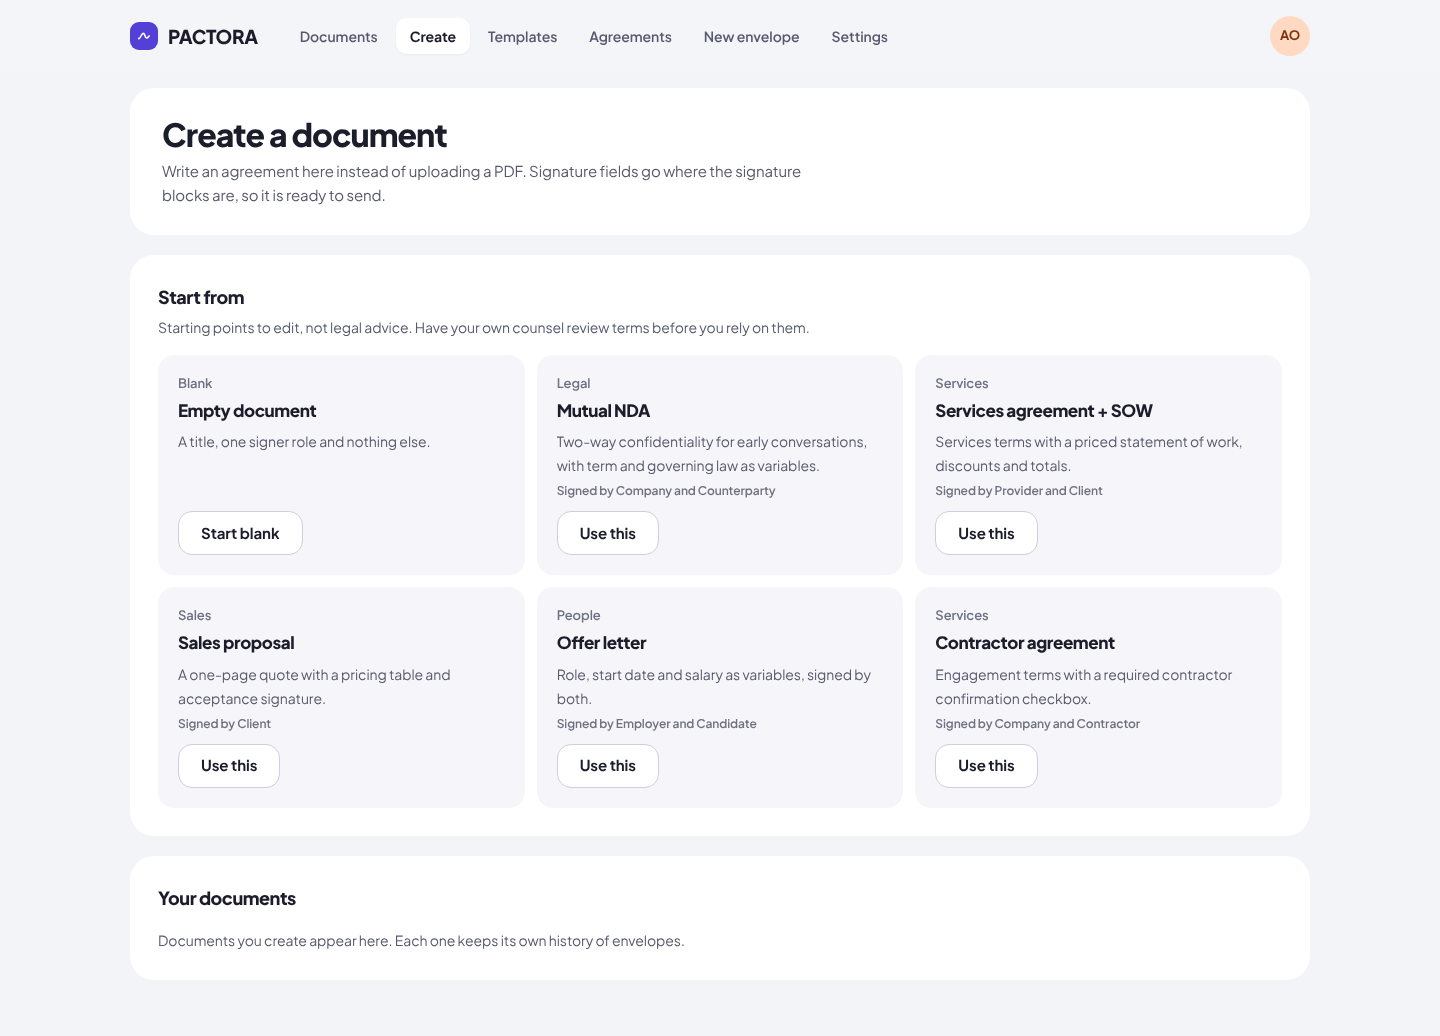 PACTORA
Documents
Create
Templates
Agreements
New envelope
Settings
AO
Create a document
Write an agreement here instead of uploading a PDF. Signature fields go where the signature
blocks are, so it is ready to send.
Start from
Starting points to edit, not legal advice. Have your own counsel review terms before you rely on them.
Blank
Empty document
A title, one signer role and nothing else.
Start blank
Legal
Mutual NDA
Two-way confidentiality for early conversations,
with term and governing law as variables.
Signed by Company and Counterparty
Use this
Services
Services agreement + SOW
Services terms with a priced statement of work,
discounts and totals.
Signed by Provider and Client
Use this
Sales
Sales proposal
A one-page quote with a pricing table and
acceptance signature.
Signed by Client
Use this
People
Offer letter
Role, start date and salary as variables, signed by
both.
Signed by Employer and Candidate
Use this
Services
Contractor agreement
Engagement terms with a required contractor
confirmation checkbox.
Signed by Company and Contractor
Use this
Your documents
Documents you create appear here. Each one keeps its own history of envelopes.